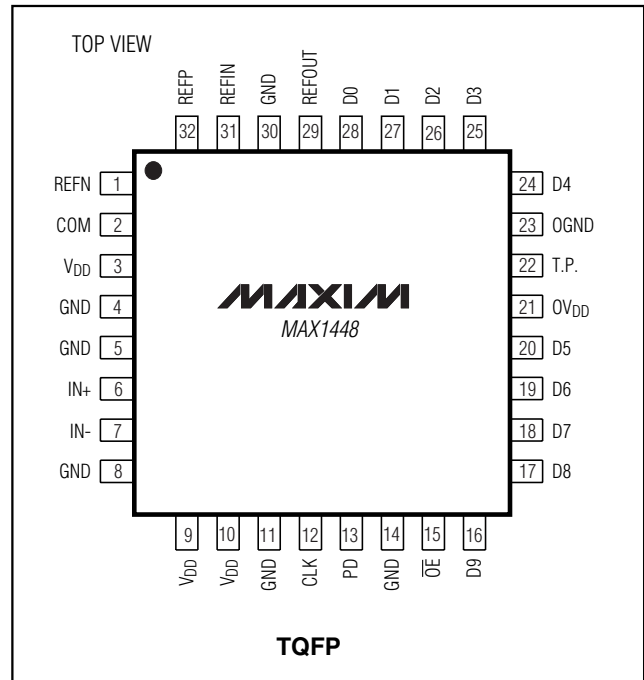 TOP VIEW
REFP
REFIN
GND
REFOUT
D0
D1
D2
D3
32
31
30
29
28
27
26
25
REFN 1
COM 2
VDD 3
GND 4
GND 5
IN+ 6
IN- 7
GND 8
MAXIM
MAX1448
24 D4
23 OGND
22 T.P.
21 OVDD
20 D5
19 D6
18 D7
17 D8
9
10
11
12
13
14
15
16
VDD
VDD
GND
CLK
PD
GND
O̅E̅
D9
TQFP